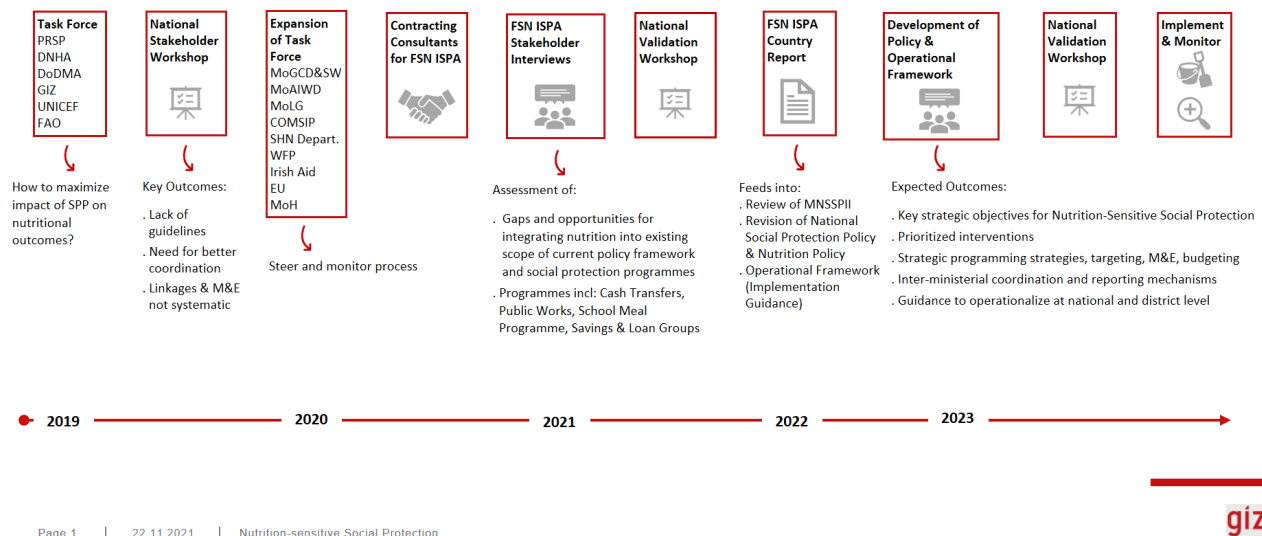 Task Force
PRSP
DNHA
DoDMA
GIZ
UNICEF
FAO
How to maximize
impact of SPP on
nutritional
outcomes?
National
Stakeholder
Workshop
Key Outcomes:
. Lack of
guidelines
. Need for better
coordination
. Linkages & M&E
not systematic
Expansion
of Task
Force
MoGCD&SW
MoAIWD
MoLG
COMSIP
SHN Depart.
WFP
Irish Aid
EU
MoH
Steer and monitor process
Contracting
Consultants
for FSN ISPA
FSN ISPA
Stakeholder
Interviews
Assessment of:
. Gaps and opportunities for
integrating nutrition into existing
scope of current policy framework
and social protection programmes
. Programmes incl: Cash Transfers,
Public Works, School Meal
Programme, Savings & Loan Groups
National
Validation
Workshop
FSN ISPA
Country
Report
Feeds into:
. Review of MNSSPII
. Revision of National
Social Protection Policy
& Nutrition Policy
. Operational Framework
(Implementation
Guidance)
Development of
Policy &
Operational
Framework
Expected Outcomes:
. Key strategic objectives for Nutrition-Sensitive Social Protection
. Prioritized interventions
. Strategic programming strategies, targeting, M&E, budgeting
. Inter-ministerial coordination and reporting mechanisms
. Guidance to operationalize at national and district level
National
Validation
Workshop
Implement
& Monitor
2019
2020
2021
2022
2023
Page 1 | 22.11.2021 | Nutrition-sensitive Social Protection
giz